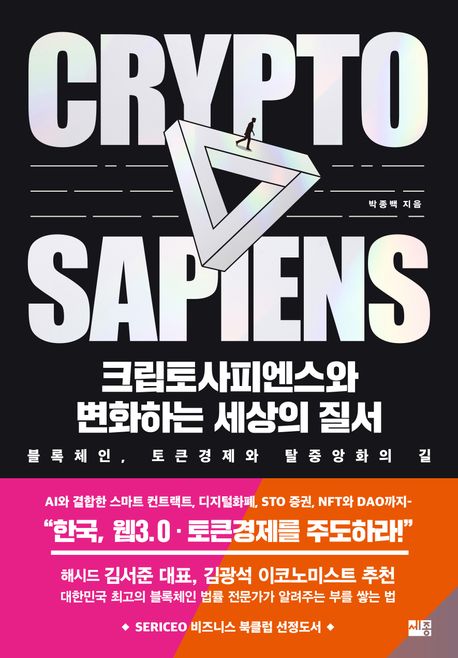 CRYPTO
박종백 지음
SAPIENS
크립토사피엔스와
변화하는 세상의 질서
블록체인, 토큰경제와 탈중앙화의 길
AI와 결합한 스마트 컨트랙트, 디지털화폐, STO 증권, NFT와 DAO까지-
“한국, 웹3.0·토큰경제를 주도하라!”
해시드 김서준 대표, 김광석 이코노미스트 추천
대한민국 최고의 블록체인 법률 전문가가 알려주는 부를 쌓는 법
◆ SERICEO 비즈니스 북클럽 선정도서 ◆
세종